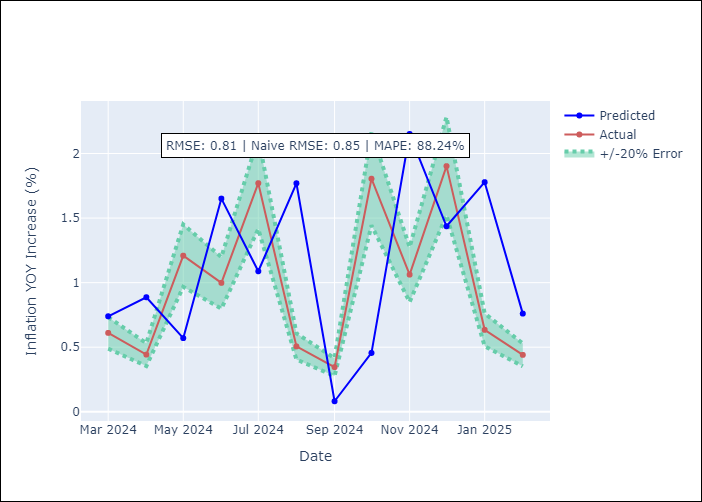 RMSE: 0.81 | Naive RMSE: 0.85 | MAPE: 88.24%
Predicted
Actual
+/-20% Error
Inflation YOY Increase (%)
2
1.5
1
0.5
0
Mar 2024
May 2024
Jul 2024
Sep 2024
Nov 2024
Jan 2025
Date